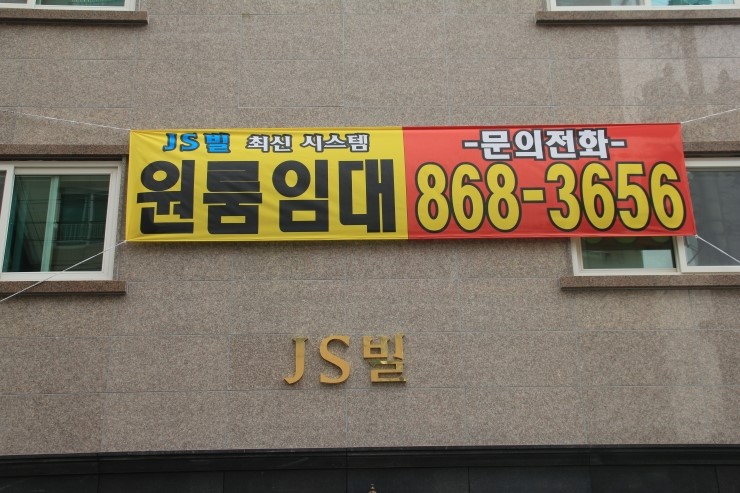 JS빌 최신 시스템
원룸임대
-문의전화-
868-3656
JS빌